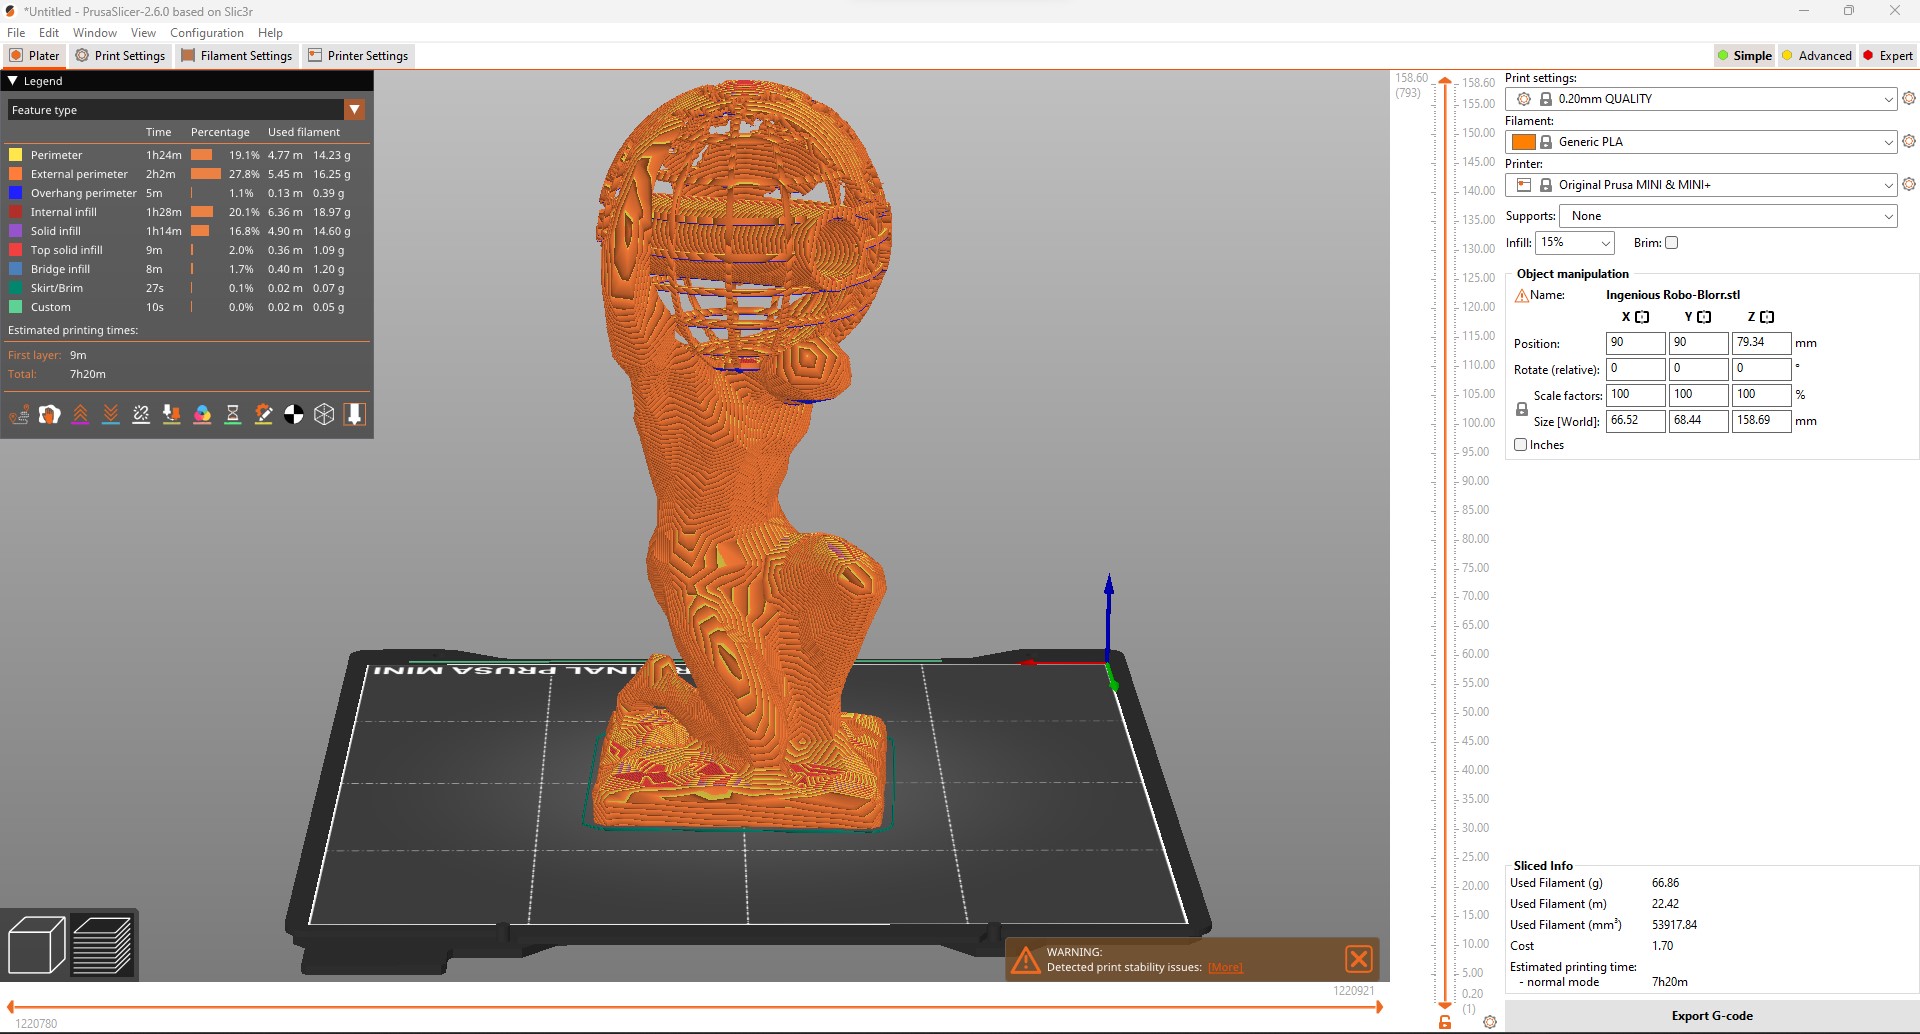 *Untitled - PrusaSlicer-2.6.0 based on Slic3r
File Edit Window View Configuration Help
Plater Print Settings Filament Settings Printer Settings Simple Advanced Expert
Legend
Feature type
Time Percentage Used filament
Perimeter 1h24m 19.1% 4.77 m 14.23 g
External perimeter 2h2m 27.8% 5.45 m 16.25 g
Overhang perimeter 5m 1.1% 0.13 m 0.39 g
Internal infill 1h28m 20.1% 6.36 m 18.97 g
Solid infill 1h14m 16.8% 4.90 m 14.60 g
Top solid infill 9m 2.0% 0.36 m 1.09 g
Bridge infill 8m 1.7% 0.40 m 1.20 g
Skirt/Brim 27s 0.1% 0.02 m 0.07 g
Custom 10s 0.0% 0.02 m 0.05 g
Estimated printing times:
First layer: 9m
Total: 7h20m
ORIGINAL PRUSA MINI
WARNING:
Detected print stability issues: [More]
1220921
1220780
158.60
(793)
158.60
155.00
150.00
145.00
140.00
135.00
130.00
125.00
120.00
115.00
110.00
105.00
100.00
95.00
90.00
85.00
80.00
75.00
70.00
65.00
60.00
55.00
50.00
45.00
40.00
35.00
30.00
25.00
20.00
15.00
10.00
5.00
0.20
(1)
Print settings:
0.20mm QUALITY
Filament:
Generic PLA
Printer:
Original Prusa MINI & MINI+
Supports: None
Infill: 15% Brim:
Object manipulation
Name: Ingenious Robo-Blorr.stl
X Y Z
Position: 90 90 79.34 mm
Rotate (relative): 0 0 0 °
Scale factors: 100 100 100 %
Size [World]: 66.52 68.44 158.69 mm
Inches
Sliced Info
Used Filament (g) 66.86
Used Filament (m) 22.42
Used Filament (mm³) 53917.84
Cost 1.70
Estimated printing time:
- normal mode 7h20m
Export G-code